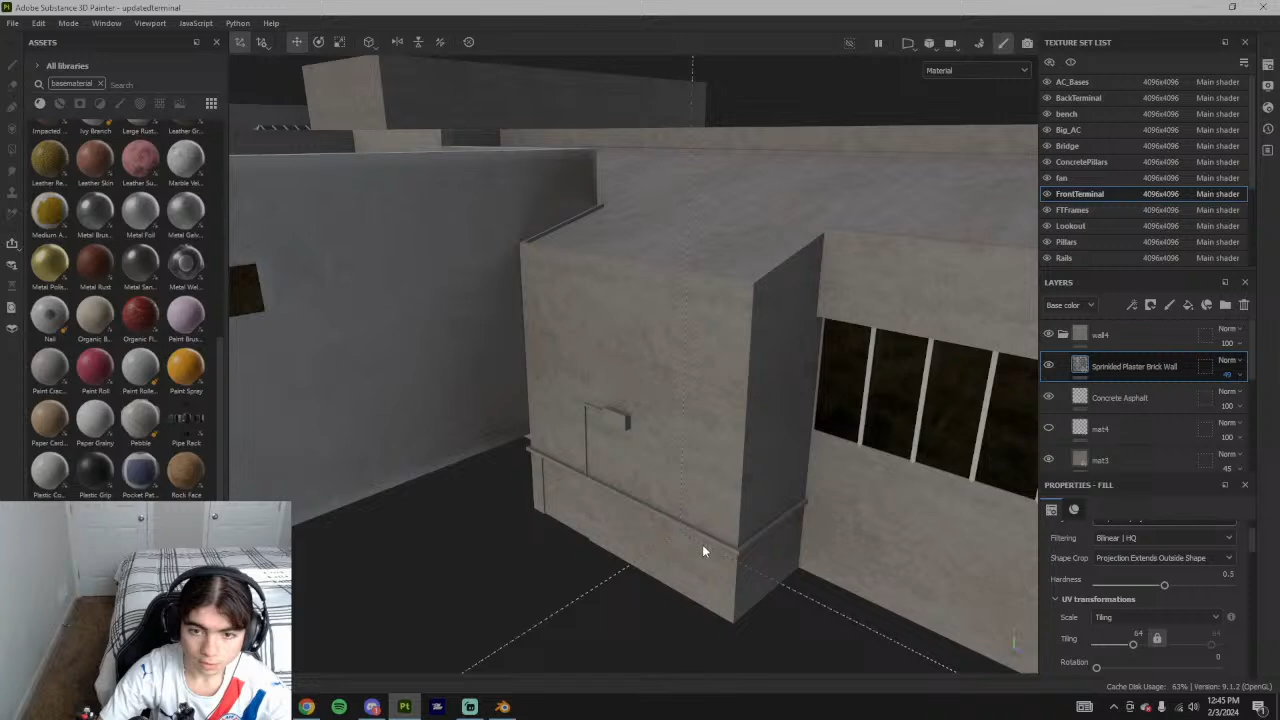 Adobe Substance 3D Painter - updatedterminal
File Edit Mode Window Viewport JavaScript Python Help
ASSETS
All libraries
basematerial
Search
Impacted ... Ivy Branch Large Rust... Leather Gr...
Leather Re... Leather Skin Leather Su... Marble Vei...
Medium A... Metal Brus... Metal Foil Metal Galv...
Metal Polis... Metal Rust Metal San... Metal Wel...
Nail Organic B... Organic Fl... Paint Brus...
Paint Crac... Paint Roll Paint Rolle... Paint Spray
Paper Card... Paper Grainy Pebble Pipe Rack
Plastic Co... Plastic Grip Pocket Pat... Rock Face
Material
TEXTURE SET LIST
AC_Bases 4096x4096 Main shader
BackTerminal 4096x4096 Main shader
bench 4096x4096 Main shader
Big_AC 4096x4096 Main shader
Bridge 4096x4096 Main shader
ConcretePillars 4096x4096 Main shader
fan 4096x4096 Main shader
FrontTerminal 4096x4096 Main shader
FTFrames 4096x4096 Main shader
Lookout 4096x4096 Main shader
Pillars 4096x4096 Main shader
Rails 4096x4096 Main shader
LAYERS
Base color
wall4 Norm 100
Sprinkled Plaster Brick Wall Norm 49
Concrete Asphalt Norm 100
mat4 Norm 100
mat3 Norm 45
PROPERTIES - FILL
Filtering Bilinear | HQ
Shape Crop Projection Extends Outside Shape
Hardness 0.5
UV transformations
Scale Tiling
Tiling 64 64
Rotation 0
Cache Disk Usage: 63% | Version: 9.1.2 (OpenGL)
12:45 PM
2/3/2024